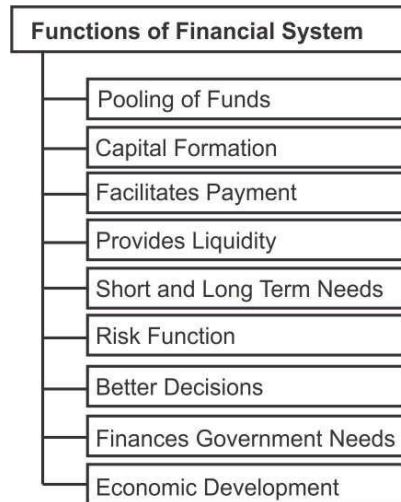 Functions of Financial System
Pooling of Funds
Capital Formation
Facilitates Payment
Provides Liquidity
Short and Long Term Needs
Risk Function
Better Decisions
Finances Government Needs
Economic Development